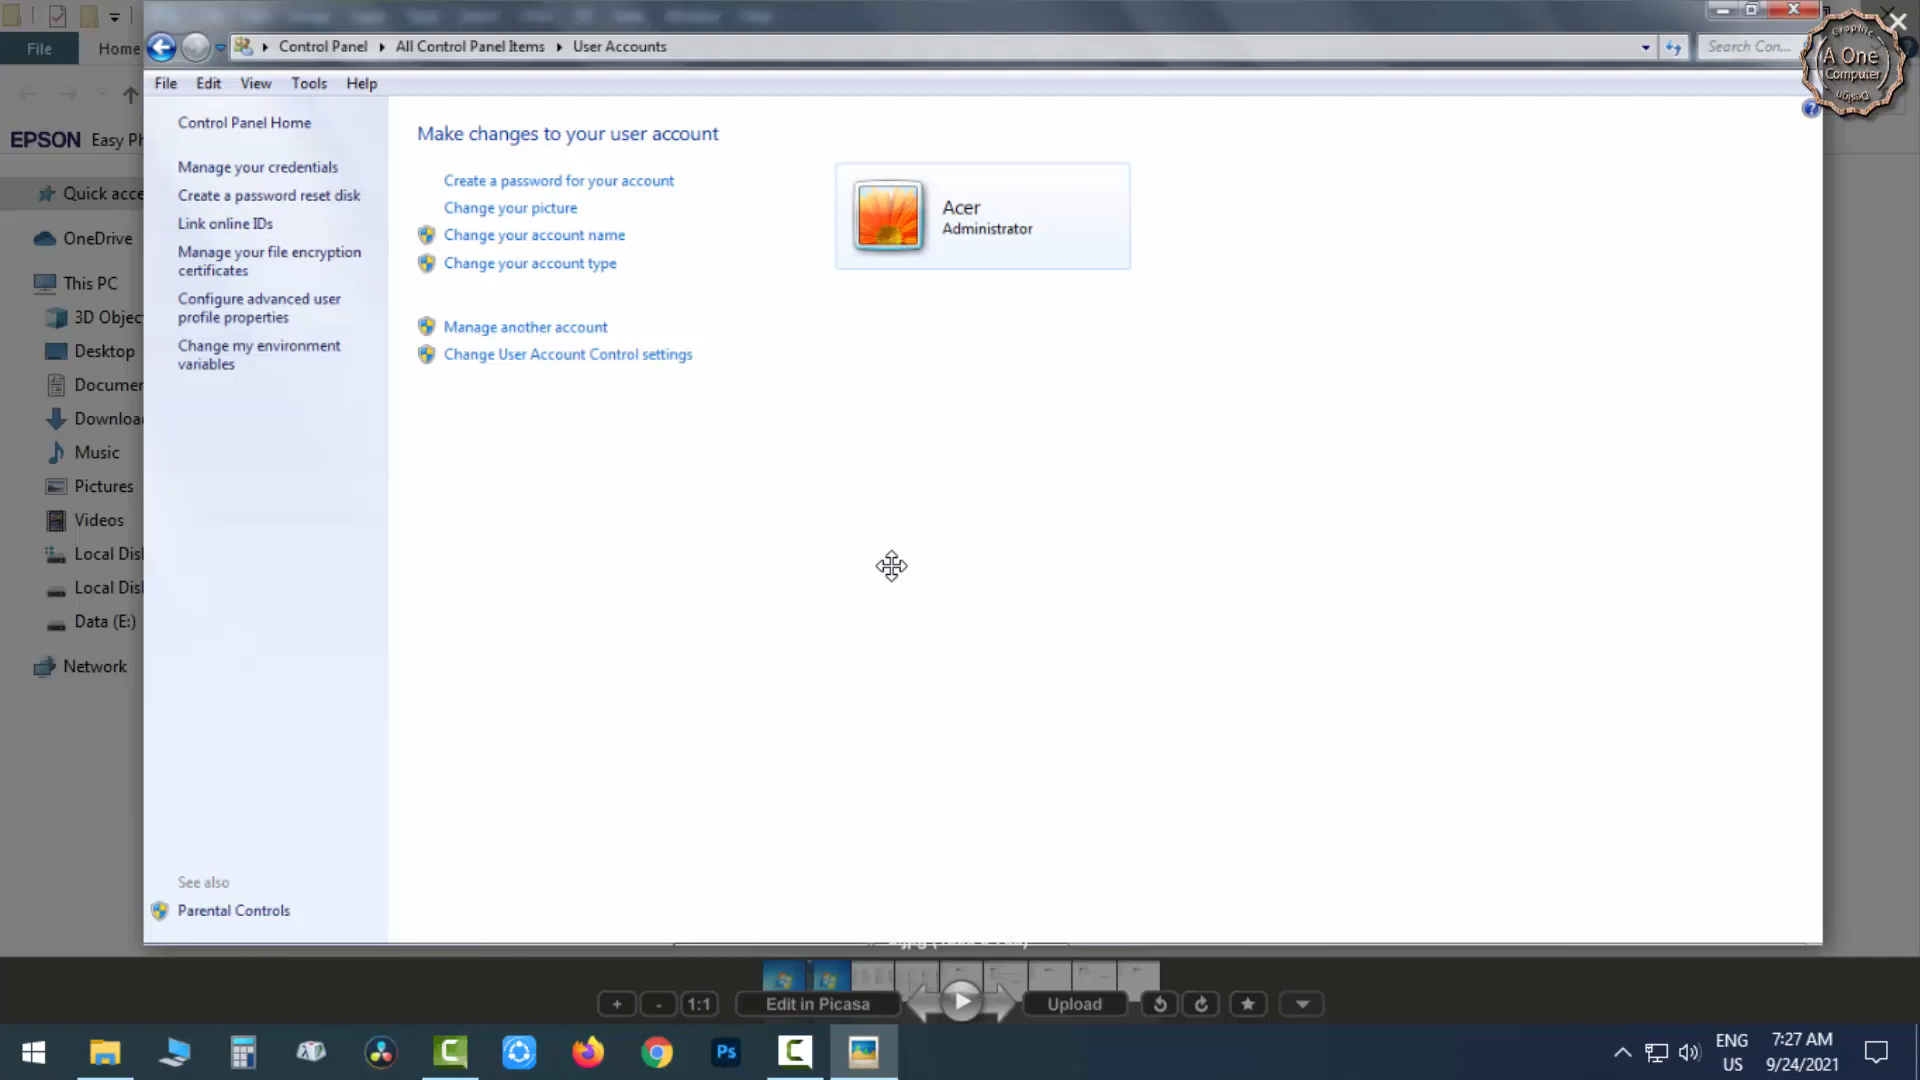 File
Home
Control Panel
All Control Panel Items
User Accounts
Search Con...
Graphic
A One
Computer
Design
File Edit View Tools Help
EPSON Easy Ph
Quick acce
OneDrive
This PC
3D Objec
Desktop
Documer
Downloa
Music
Pictures
Videos
Local Disl
Local Disl
Data (E:)
Network
Control Panel Home
Manage your credentials
Create a password reset disk
Link online IDs
Manage your file encryption
certificates
Configure advanced user
profile properties
Change my environment
variables
See also
Parental Controls
Make changes to your user account
Create a password for your account
Change your picture
Change your account name
Change your account type
Manage another account
Change User Account Control settings
Acer
Administrator
+ - 1:1 Edit in Picasa Upload
Ps
ENG
US
7:27 AM
9/24/2021